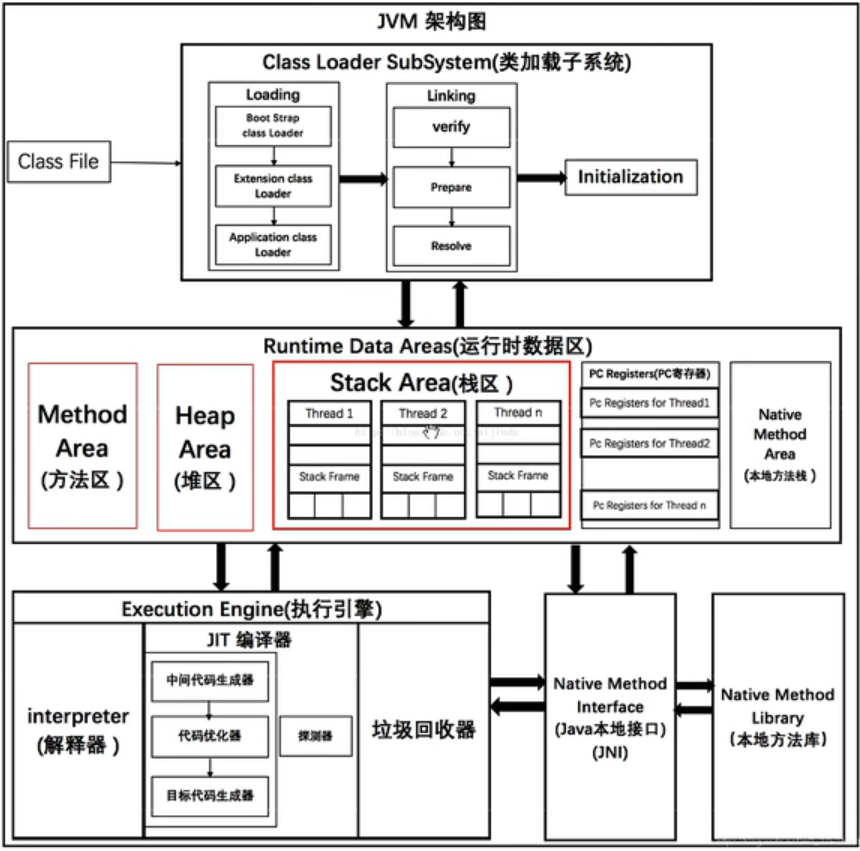 JVM 架构图
Class Loader SubSystem(类加载子系统)
Loading
Boot Strap
class Loader
Extension class
Loader
Application class
Loader
Linking
verify
Prepare
Resolve
Initialization
Class File
Runtime Data Areas(运行时数据区)
Method
Area
(方法区)
Heap
Area
(堆区)
Stack Area(栈区)
Thread 1
Stack Frame
Thread 2
Stack Frame
Thread n
Stack Frame
PC Registers(PC寄存器)
Pc Registers for Thread1
Pc Registers for Thread2
Pc Registers for Thread n
Native
Method
Area
(本地方法栈)
Execution Engine(执行引擎)
interpreter
(解释器)
JIT 编译器
中间代码生成器
代码优化器
目标代码生成器
探测器
垃圾回收器
Native Method
Interface
(Java本地接口)
(JNI)
Native Method
Library
(本地方法库)